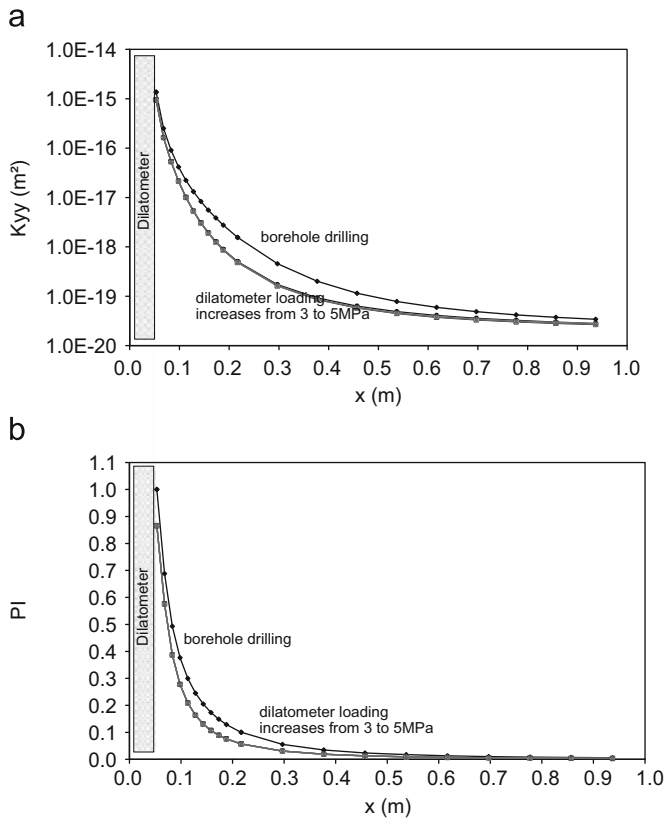 a
1.0E-14
1.0E-15
1.0E-16
1.0E-17
1.0E-18
1.0E-19
1.0E-20
Kyy (m²)
Dilatometer
borehole drilling
dilatometer loading
increases from 3 to 5MPa
0.0 0.1 0.2 0.3 0.4 0.5 0.6 0.7 0.8 0.9 1.0
x (m)
b
1.1
1.0
0.9
0.8
0.7
0.6
0.5
0.4
0.3
0.2
0.1
0.0
PI
Dilatometer
borehole drilling
dilatometer loading
increases from 3 to 5MPa
0.0 0.1 0.2 0.3 0.4 0.5 0.6 0.7 0.8 0.9 1.0
x (m)